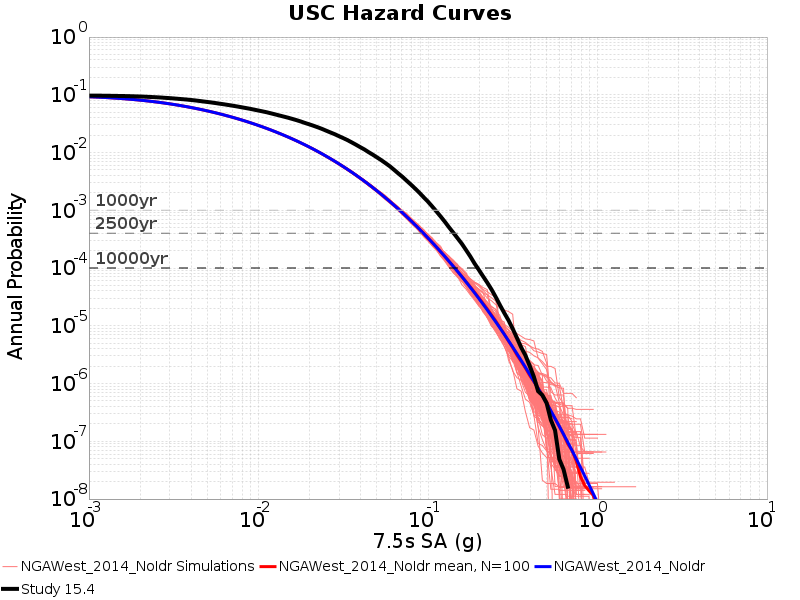 USC Hazard Curves
10^0
10^-1
10^-2
10^-3
10^-4
10^-5
10^-6
10^-7
10^-8
1000yr
2500yr
10000yr
Annual Probability
10^-3 10^-2 10^-1 10^0 10^1
7.5s SA (g)
NGAWest_2014_NoIdr Simulations NGAWest_2014_NoIdr mean, N=100 NGAWest_2014_NoIdr
Study 15.4